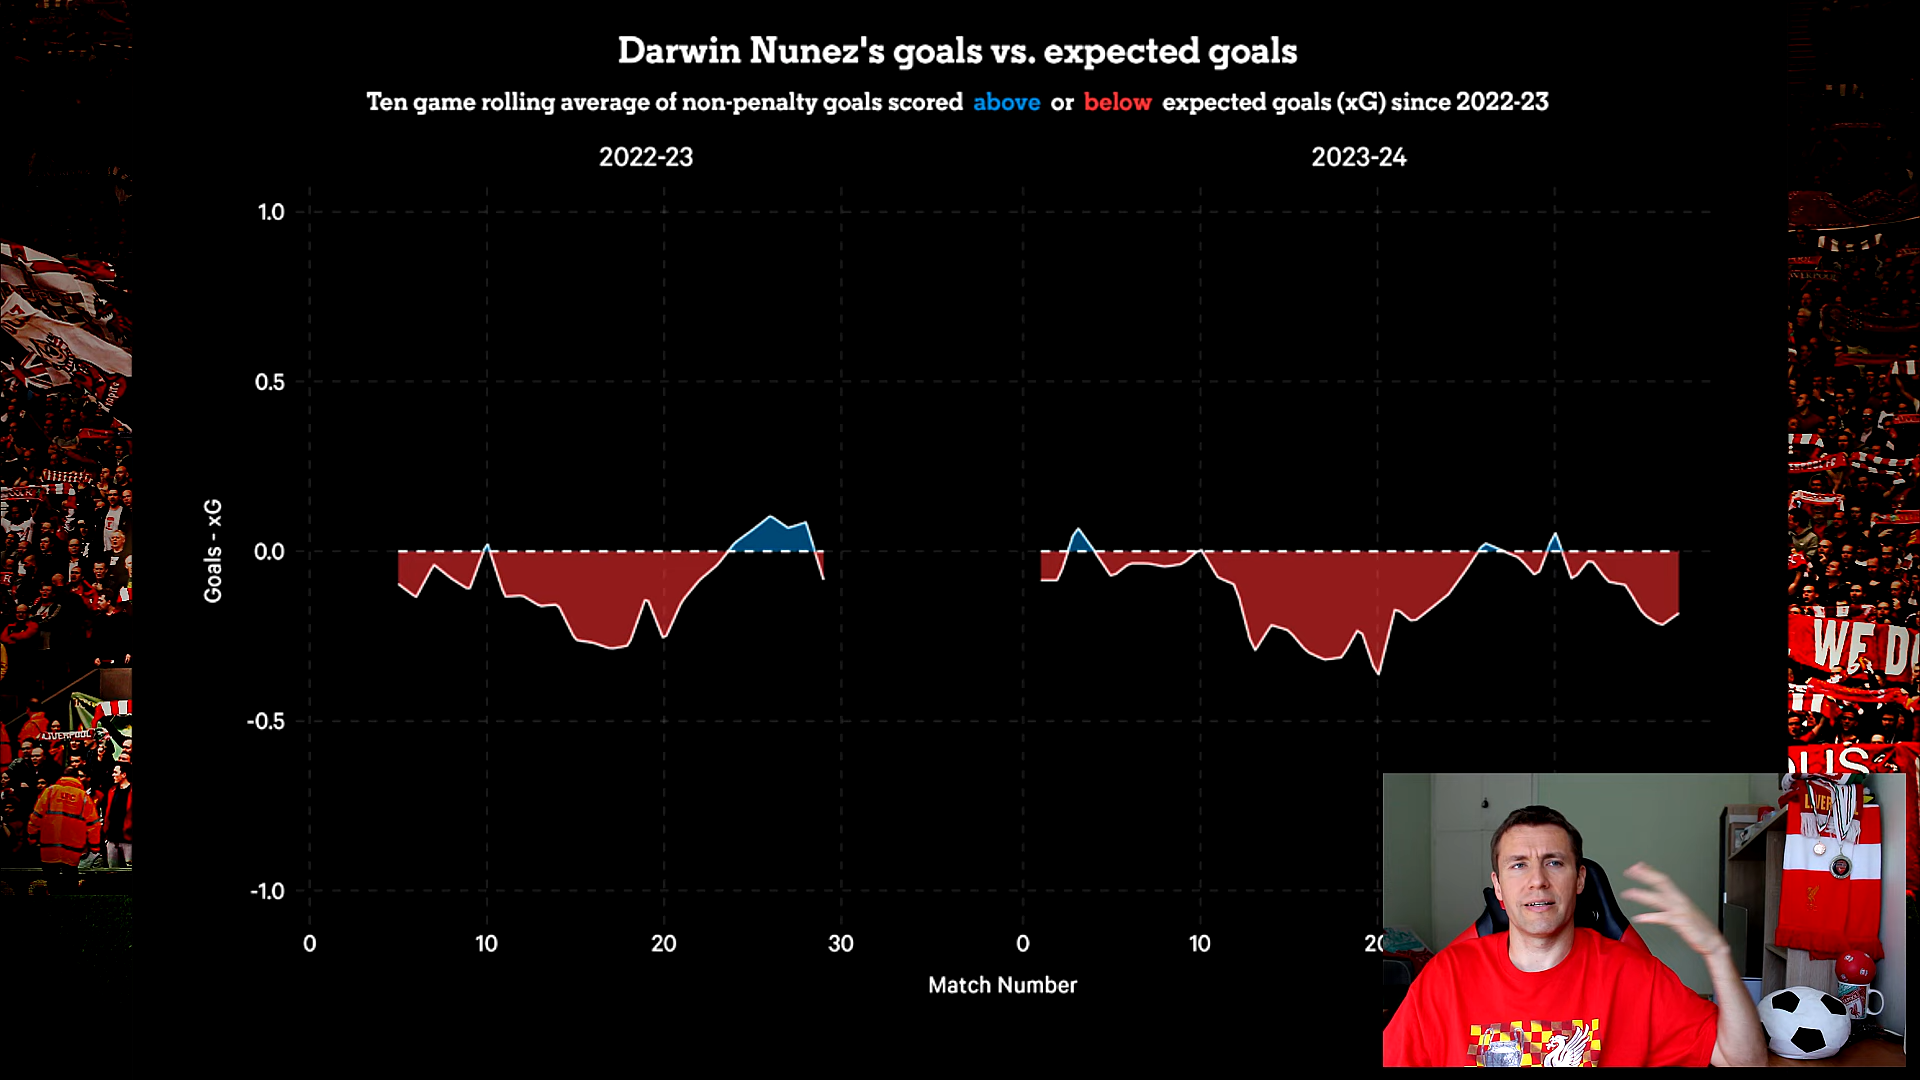 Darwin Nunez's goals vs. expected goals
Ten game rolling average of non-penalty goals scored above or below expected goals (xG) since 2022-23
2022-23 2023-24
1.0
0.5
0.0
-0.5
-1.0
Goals - xG
0 10 20 30 0 10
Match Number
LIVERPOOL
WE